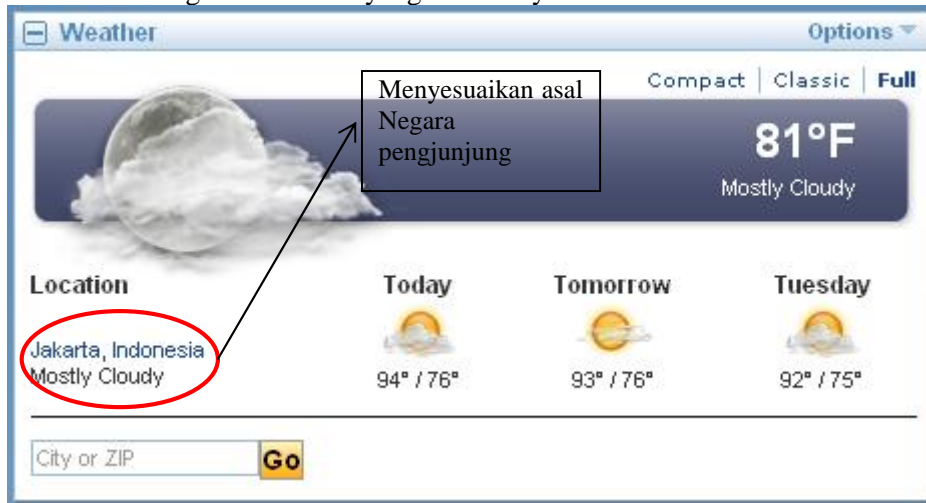 Weather
Options
Compact | Classic | Full
Menyesuaikan asal
Negara
pengjunjung
81°F
Mostly Cloudy
Location Today Tomorrow Tuesday
Jakarta, Indonesia
Mostly Cloudy
94° / 76° 93° / 76° 92° / 75°
City or ZIP Go